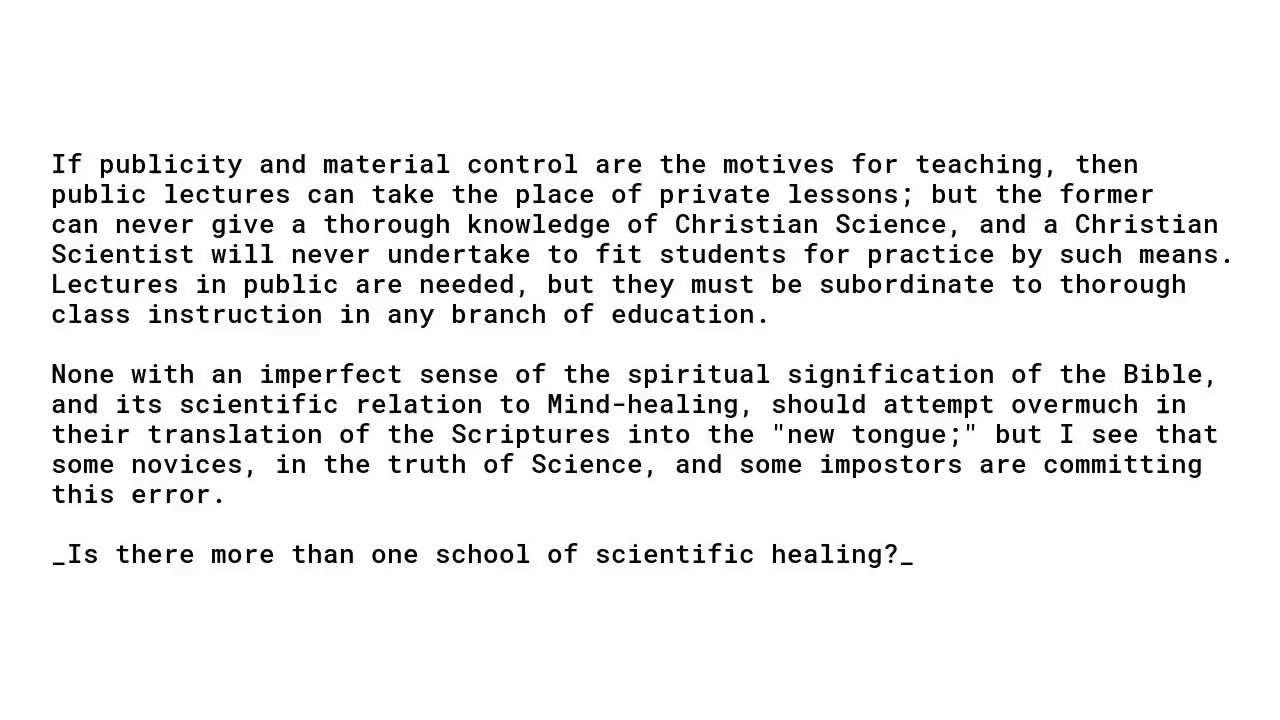 If publicity and material control are the motives for teaching, then
public lectures can take the place of private lessons; but the former
can never give a thorough knowledge of Christian Science, and a Christian
Scientist will never undertake to fit students for practice by such means.
Lectures in public are needed, but they must be subordinate to thorough
class instruction in any branch of education.

None with an imperfect sense of the spiritual signification of the Bible,
and its scientific relation to Mind-healing, should attempt overmuch in
their translation of the Scriptures into the "new tongue;" but I see that
some novices, in the truth of Science, and some impostors are committing
this error.

_Is there more than one school of scientific healing?_